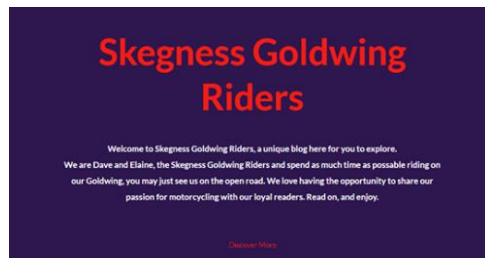 Skegness Goldwing
Riders
Welcome to Skegness Goldwing Riders, a unique blog here for you to explore.
We are Dave and Elaine, the Skegness Goldwing Riders and spend as much time as possable riding on
our Goldwing, you may just see us on the open road. We love having the opportunity to share our
passion for motorcycling with our loyal readers. Read on, and enjoy.
Discover More